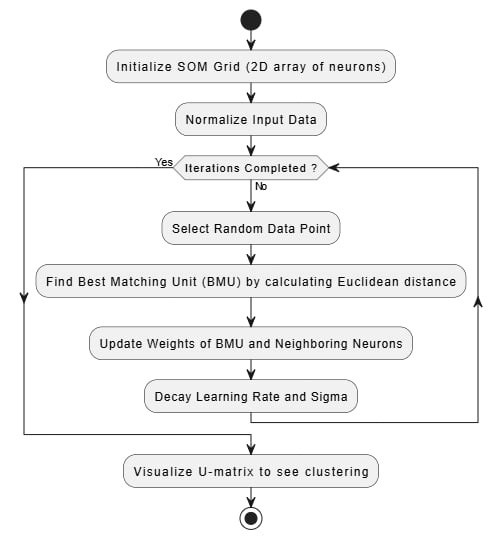 Initialize SOM Grid (2D array of neurons)
Normalize Input Data
Yes
Iterations Completed ?
No
Select Random Data Point
Find Best Matching Unit (BMU) by calculating Euclidean distance
Update Weights of BMU and Neighboring Neurons
Decay Learning Rate and Sigma
Visualize U-matrix to see clustering